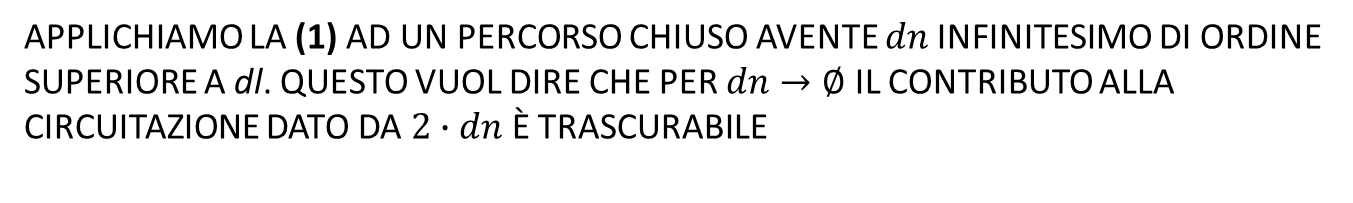 APPLICHIAMO LA (1) AD UN PERCORSO CHIUSO AVENTE 𝑑𝑛 INFINITESIMO DI ORDINE
SUPERIORE A dl. QUESTO VUOL DIRE CHE PER 𝑑𝑛 → ∅ IL CONTRIBUTO ALLA
CIRCUITAZIONE DATO DA 2 ∙ 𝑑𝑛 È TRASCURABILE